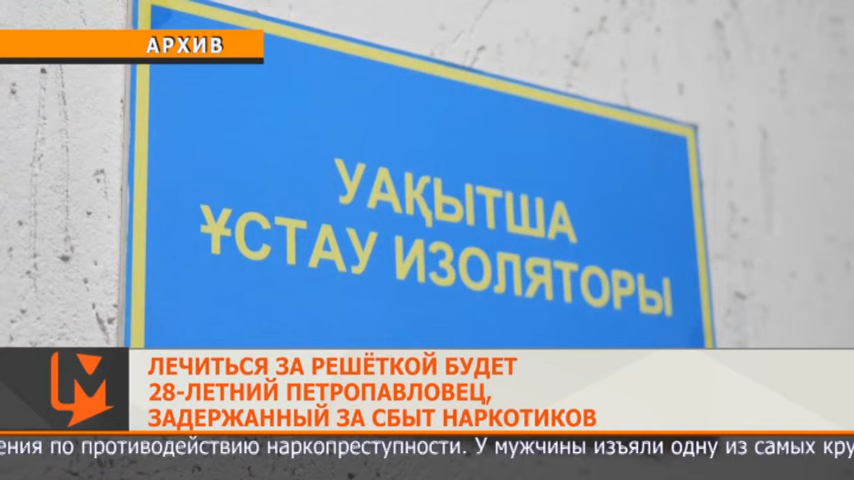 АРХИВ
УАҚЫТША
ҰСТАУ ИЗОЛЯТОРЫ
ЛЕЧИТЬСЯ ЗА РЕШЁТКОЙ БУДЕТ
28-ЛЕТНИЙ ПЕТРОПАВЛОВЕЦ,
ЗАДЕРЖАННЫЙ ЗА СБЫТ НАРКОТИКОВ
ения по противодействию наркопреступности. У мужчины изъяли одну из самых кру